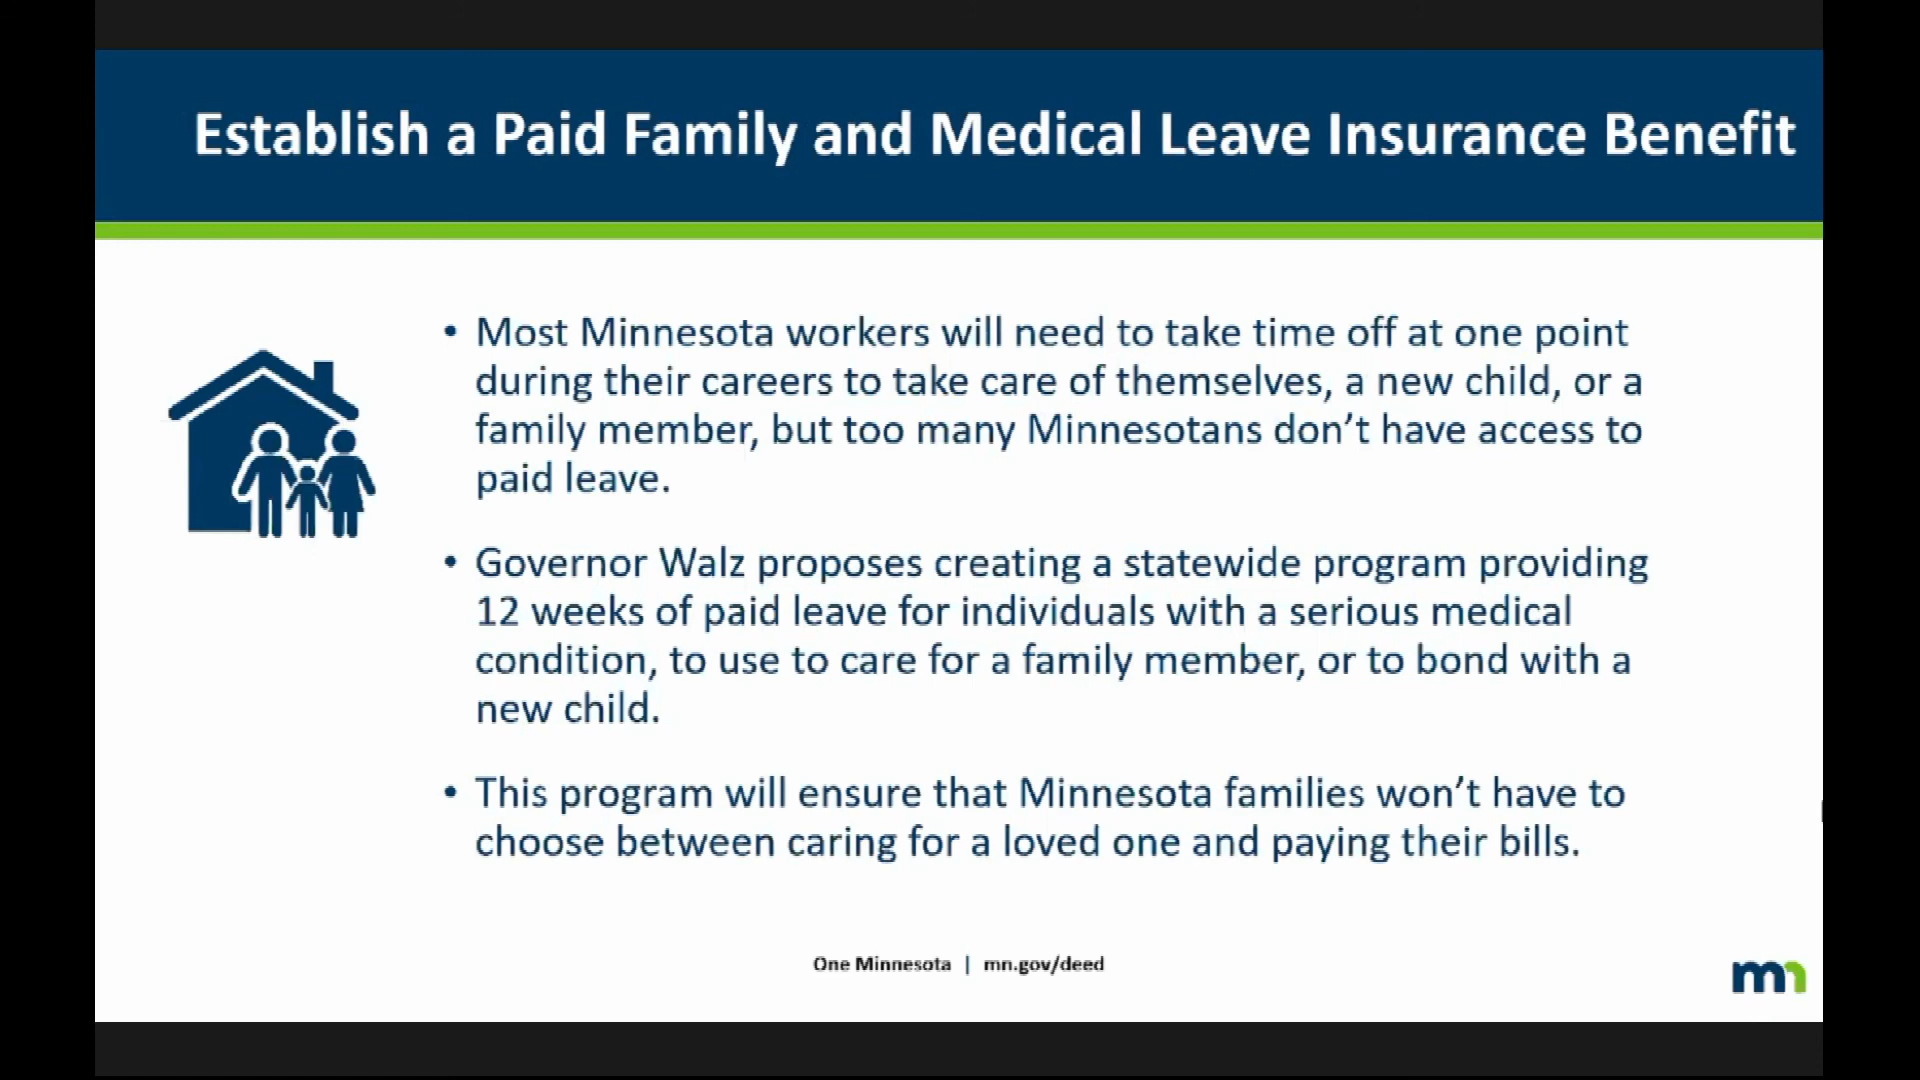 Establish a Paid Family and Medical Leave Insurance Benefit
• Most Minnesota workers will need to take time off at one point
during their careers to take care of themselves, a new child, or a
family member, but too many Minnesotans don’t have access to
paid leave.
• Governor Walz proposes creating a statewide program providing
12 weeks of paid leave for individuals with a serious medical
condition, to use to care for a family member, or to bond with a
new child.
• This program will ensure that Minnesota families won’t have to
choose between caring for a loved one and paying their bills.
One Minnesota | mn.gov/deed
mn